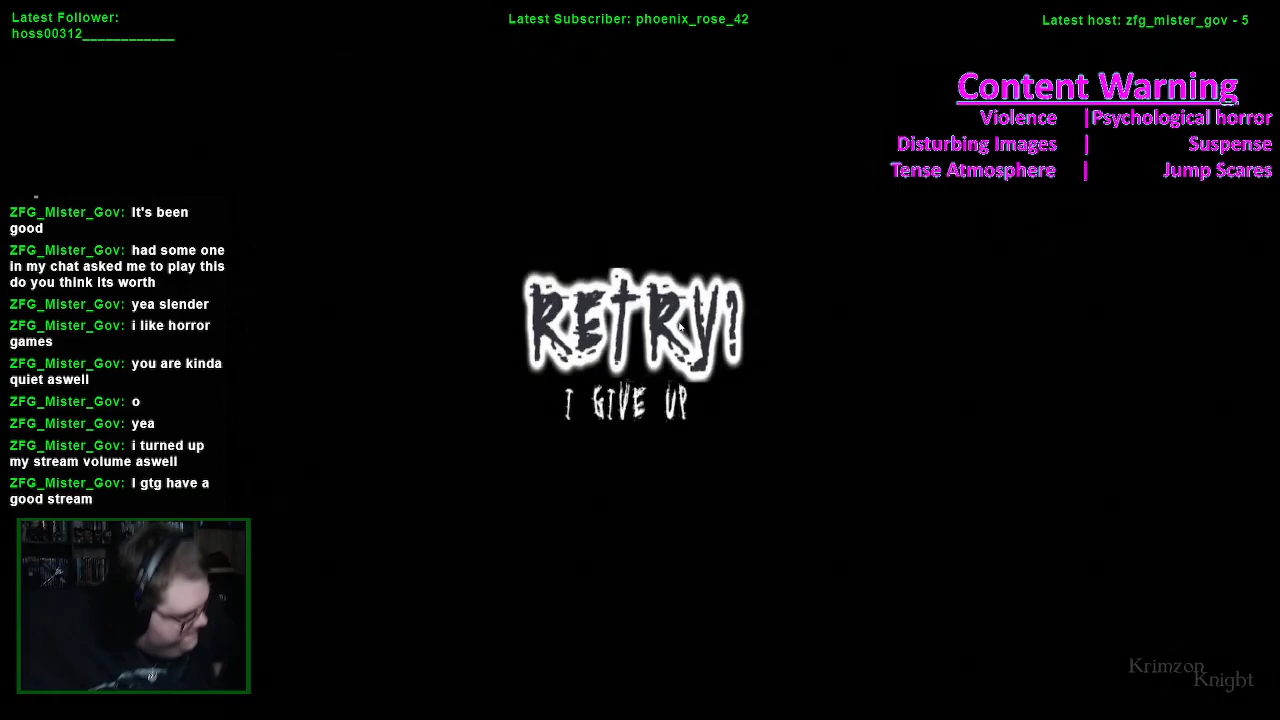 Latest Follower:
hoss00312____________
Latest Subscriber: phoenix_rose_42
Latest host: zfg_mister_gov - 5
Content Warning
Violence | Psychological horror
Disturbing Images | Suspense
Tense Atmosphere | Jump Scares
ZFG_Mister_Gov: It's been
good
ZFG_Mister_Gov: had some one
in my chat asked me to play this
do you think its worth
ZFG_Mister_Gov: yea slender
ZFG_Mister_Gov: i like horror
games
ZFG_Mister_Gov: you are kinda
quiet aswell
ZFG_Mister_Gov: o
ZFG_Mister_Gov: yea
ZFG_Mister_Gov: i turned up
my stream volume aswell
ZFG_Mister_Gov: I gtg have a
good stream
RETRY?
I GIVE UP
Krimzon
Knight